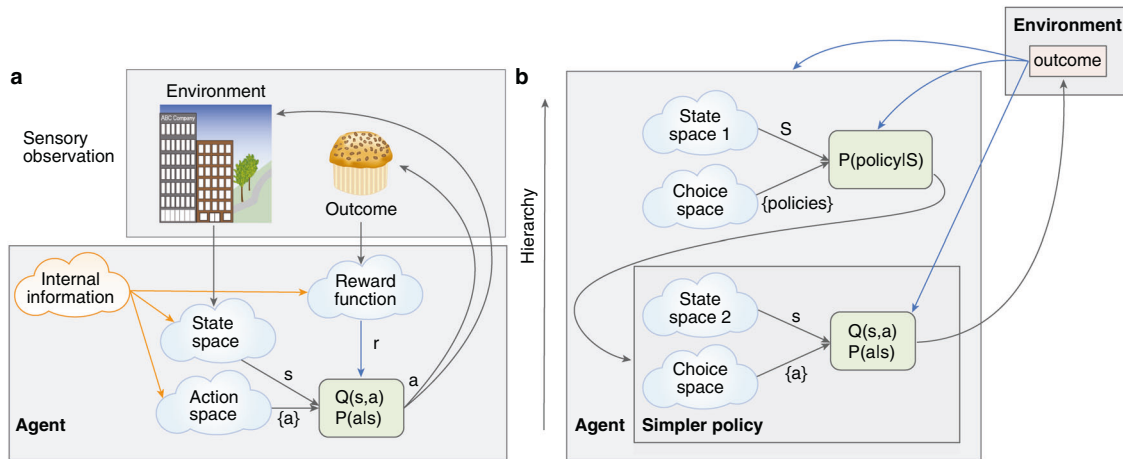 a
Sensory
observation
Environment
ABC Company
Outcome
Internal
information
Reward
function
State
space
r
s
a
Action
space
{a}
Q(s,a)
P(a|s)
Agent
b
Environment
outcome
Hierarchy
State
space 1
S
P(policy|S)
Choice
space
{policies}
State
space 2
s
Q(s,a)
P(a|s)
Choice
space
{a}
Agent
Simpler policy